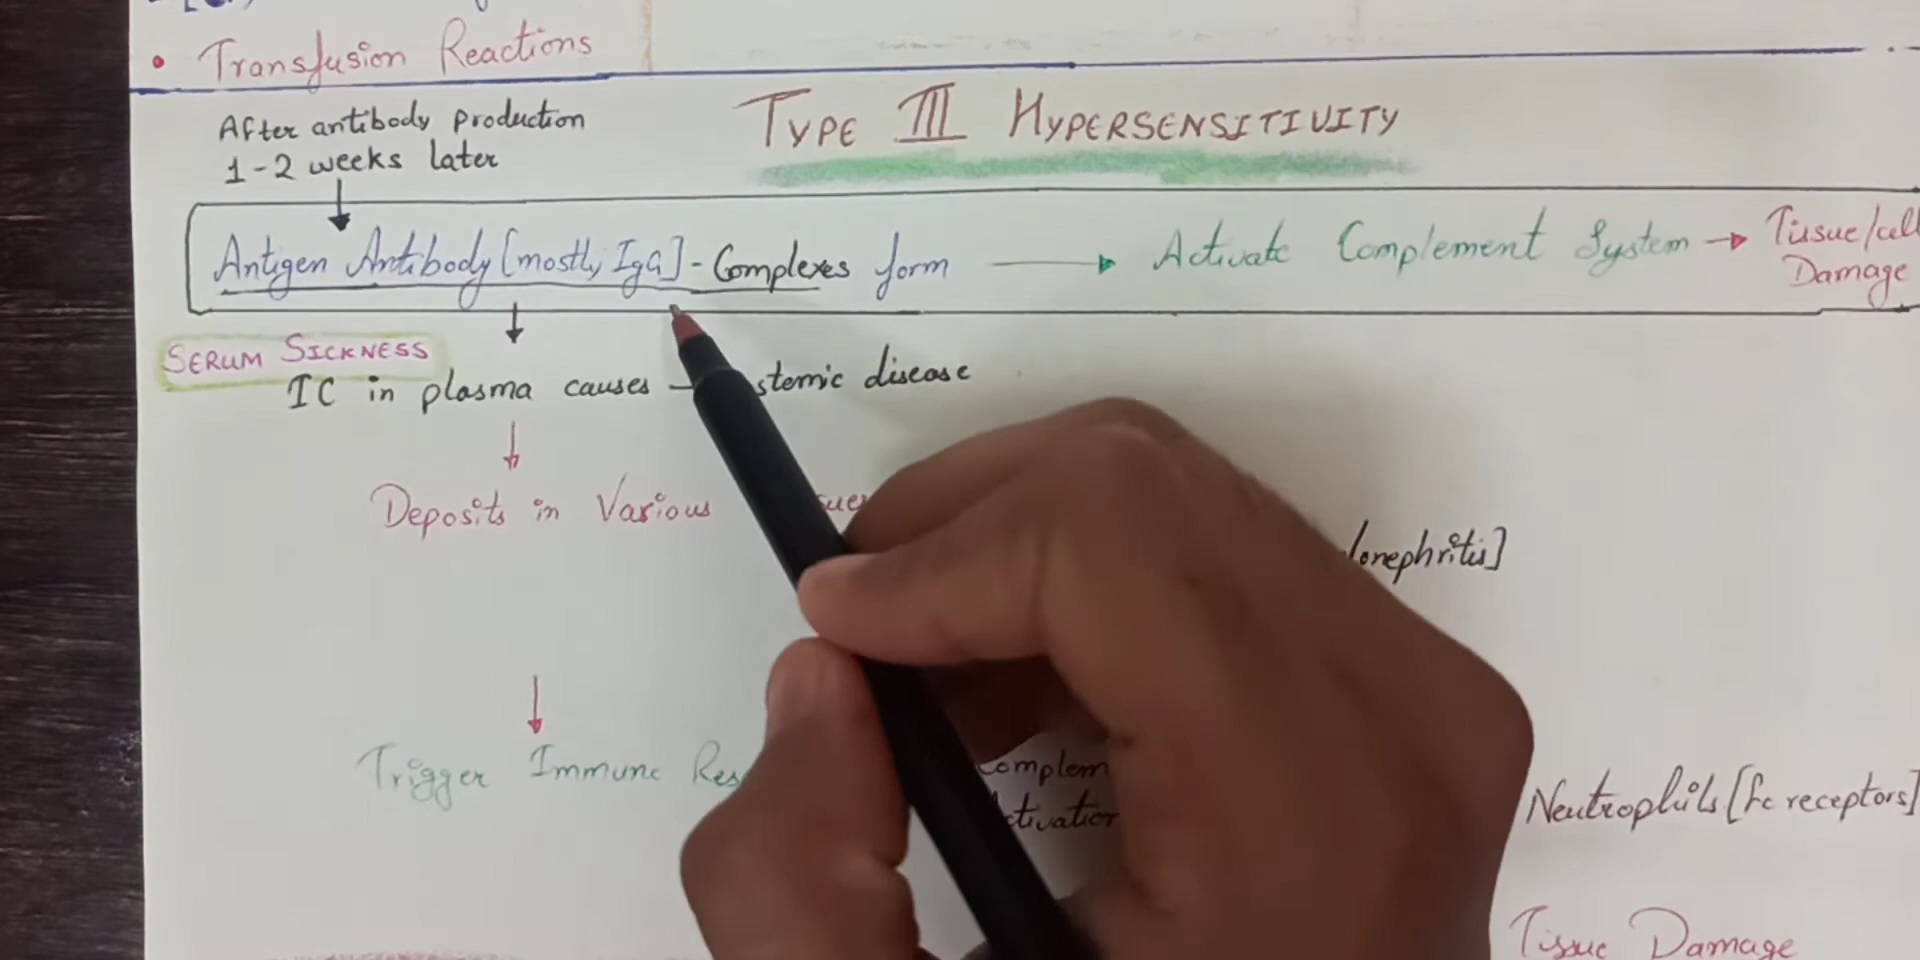 • Transfusion Reactions
After antibody production
1-2 weeks later
TYPE III HYPERSENSITIVITY
Antigen Antibody [mostly IgG] - Complexes form → Activate Complement System → Tissue/cell
Damage
SERUM SICKNESS
IC in plasma causes → stemic disease
Deposits in Various
lonephritis]
Trigger Immune Res
Complem
ctivation
Neutrophils [Fc receptors]
Tissue Damage